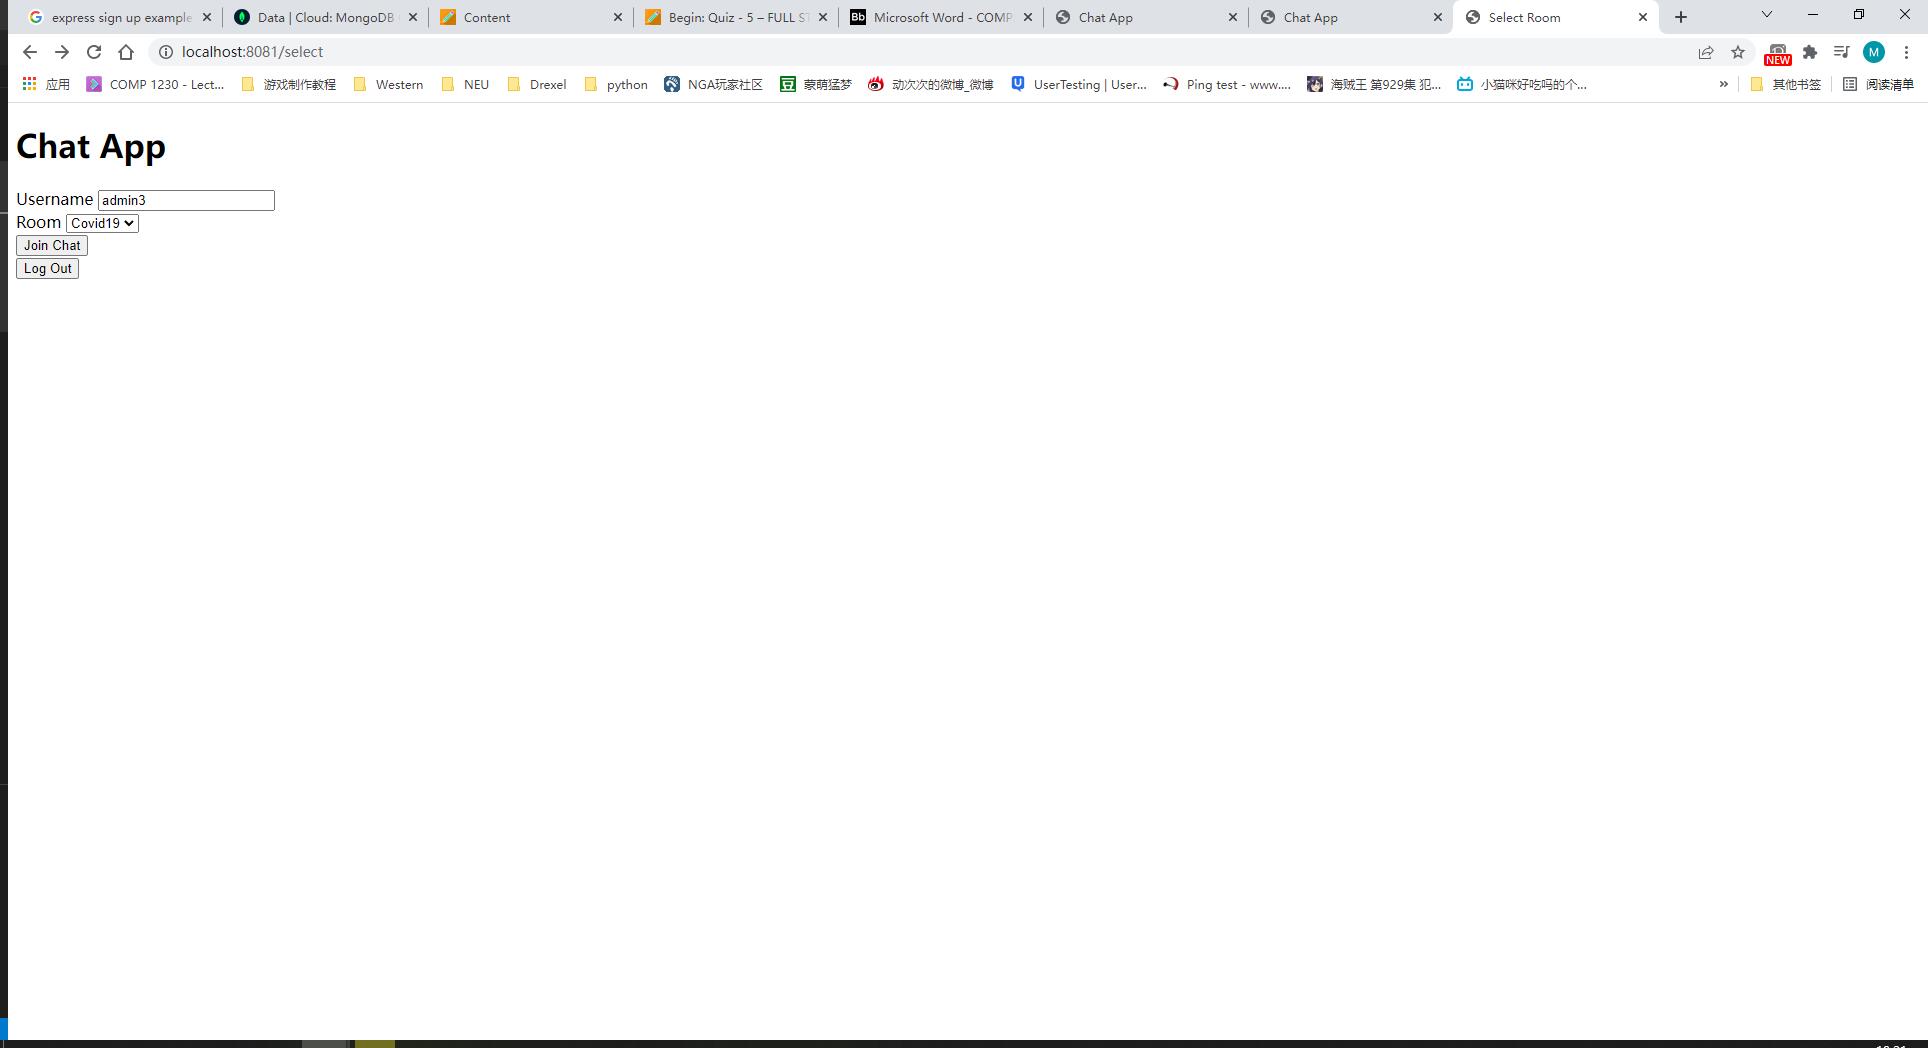 express sign up example
Data | Cloud: MongoDB
Content
Begin: Quiz - 5 – FULL ST
Microsoft Word - COMP
Chat App
Chat App
Select Room
localhost:8081/select
NEW
M
应用
COMP 1230 - Lect...
游戏制作教程
Western
NEU
Drexel
python
NGA玩家社区
豆
蒙萌猛梦
动次次的微博_微博
UserTesting | User...
Ping test - www....
海贼王 第929集 犯...
小猫咪好吃吗的个...
»
其他书签
阅读清单
Chat App
Username admin3
Room Covid19
Join Chat
Log Out